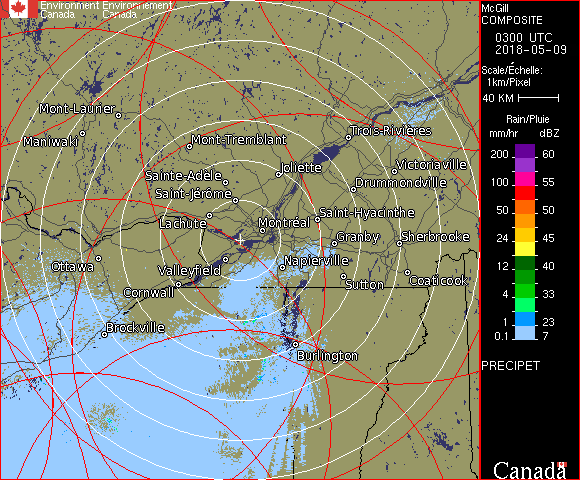 Environment Environnement
Canada Canada
McGill
COMPOSITE
0300 UTC
2018-05-09
Scale/Échelle:
1km/Pixel
40 KM
Rain/Pluie
mm/hr dBZ
200 60
100 55
50 50
24 45
12 40
4 33
1 23
0.1 7
PRECIPET
Canada
Mont-Laurier
Maniwaki
Mont-Tremblant
Trois-Rivières
Joliette
Victoriaville
Sainte-Adèle
Drummondville
Saint-Jérôme
Lachute
Saint-Hyacinthe
Montréal
Granby
Sherbrooke
Ottawa
Valleyfield
Napierville
Cornwall
Sutton
Coaticook
Brockville
Burlington